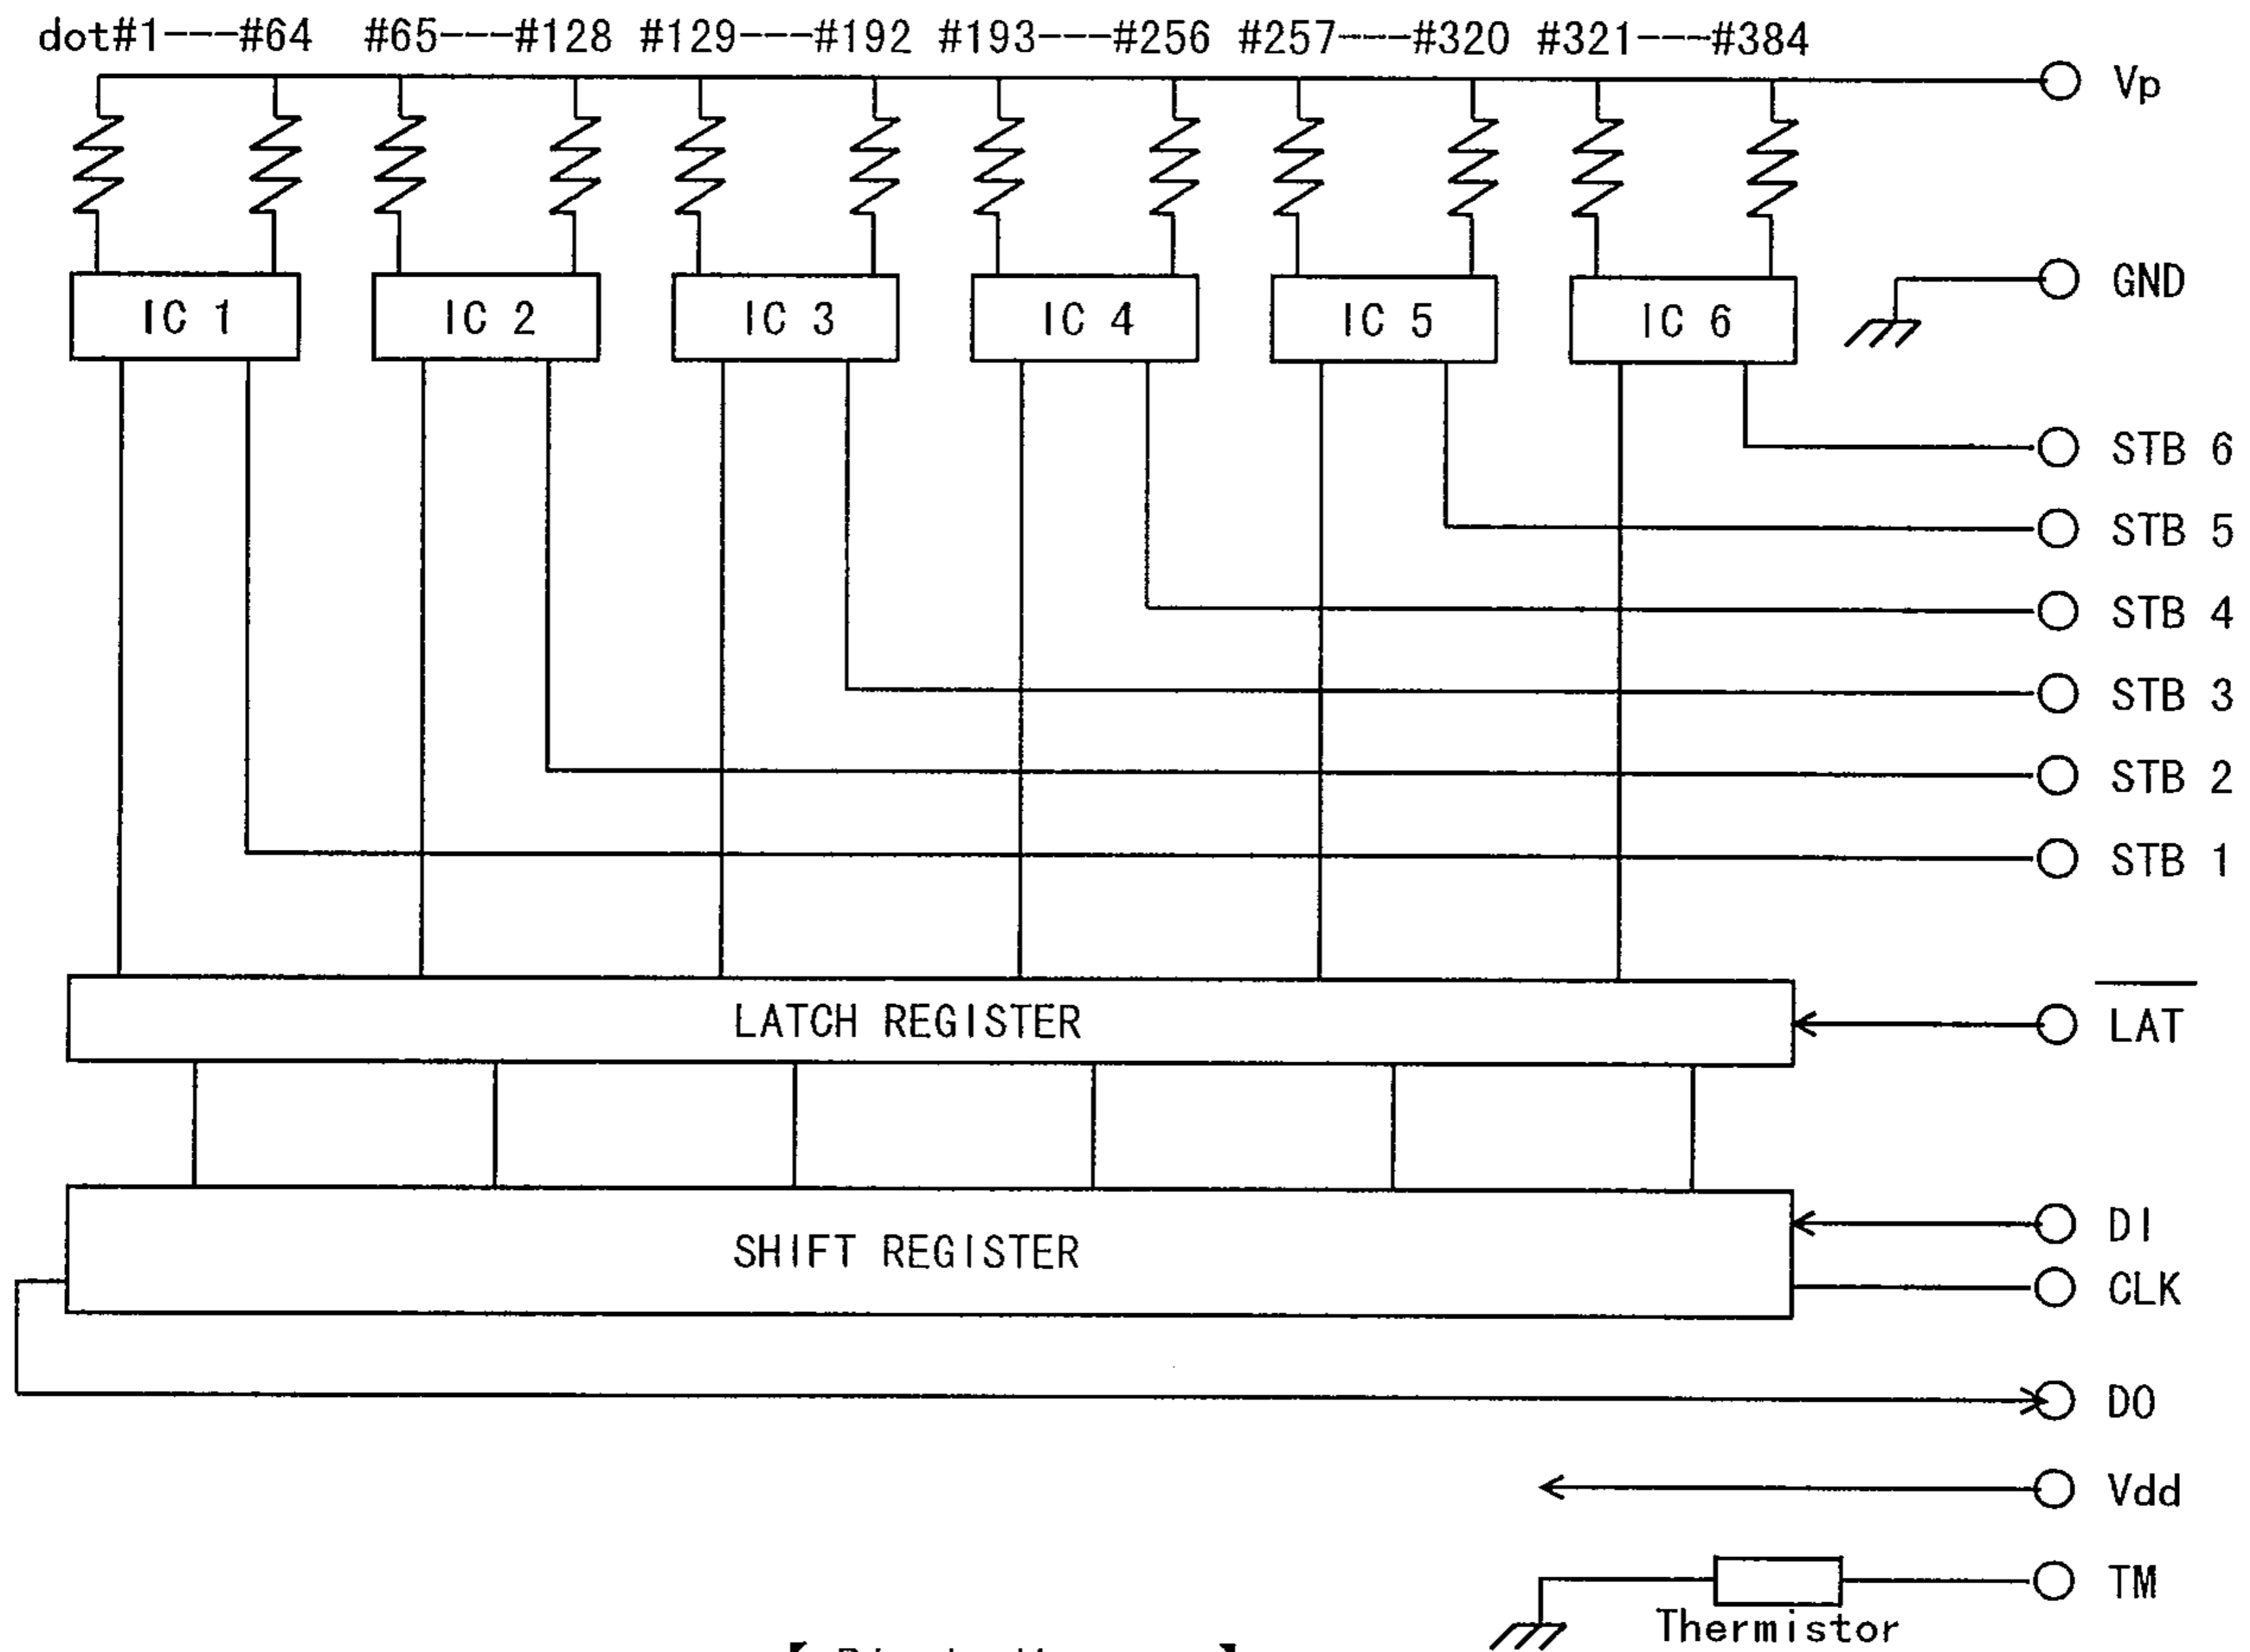 dot#1---#64 #65---#128 #129---#192 #193---#256 #257---#320 #321---#384
Vp
IC 1 IC 2 IC 3 IC 4 IC 5 IC 6
GND
STB 6
STB 5
STB 4
STB 3
STB 2
STB 1
LATCH REGISTER
LAT
SHIFT REGISTER
DI
CLK
DO
Vdd
TM
Thermistor